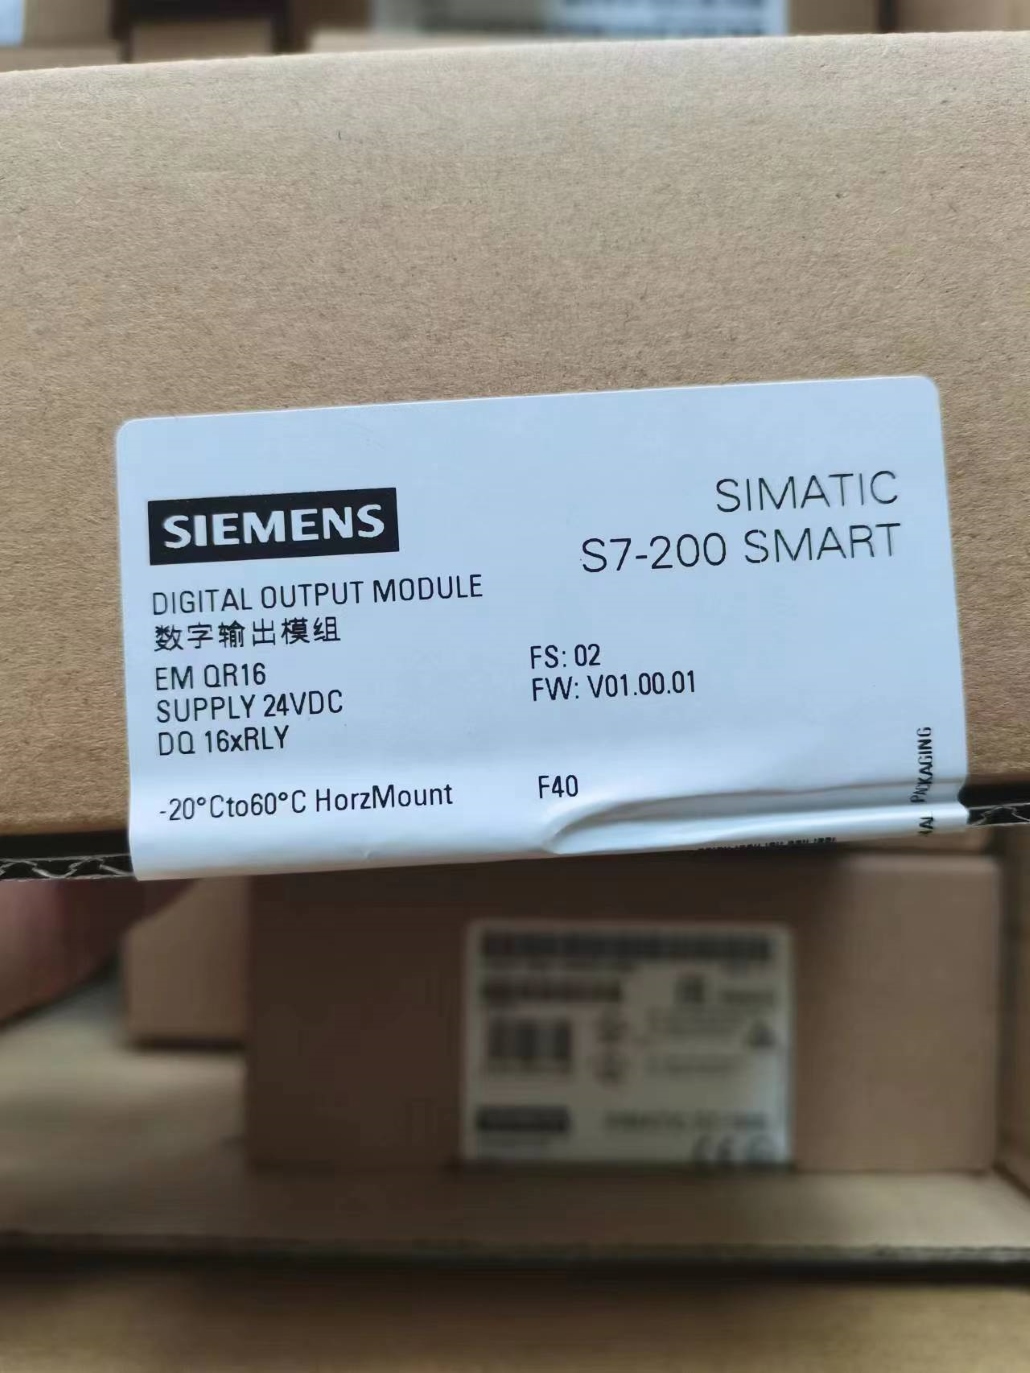 SIEMENS
SIMATIC
S7-200 SMART
DIGITAL OUTPUT MODULE
数字输出模组
EM QR16
SUPPLY 24VDC
DQ 16xRLY
FS: 02
FW: V01.00.01
-20°Cto60°C HorzMount
F40
PACKAGING